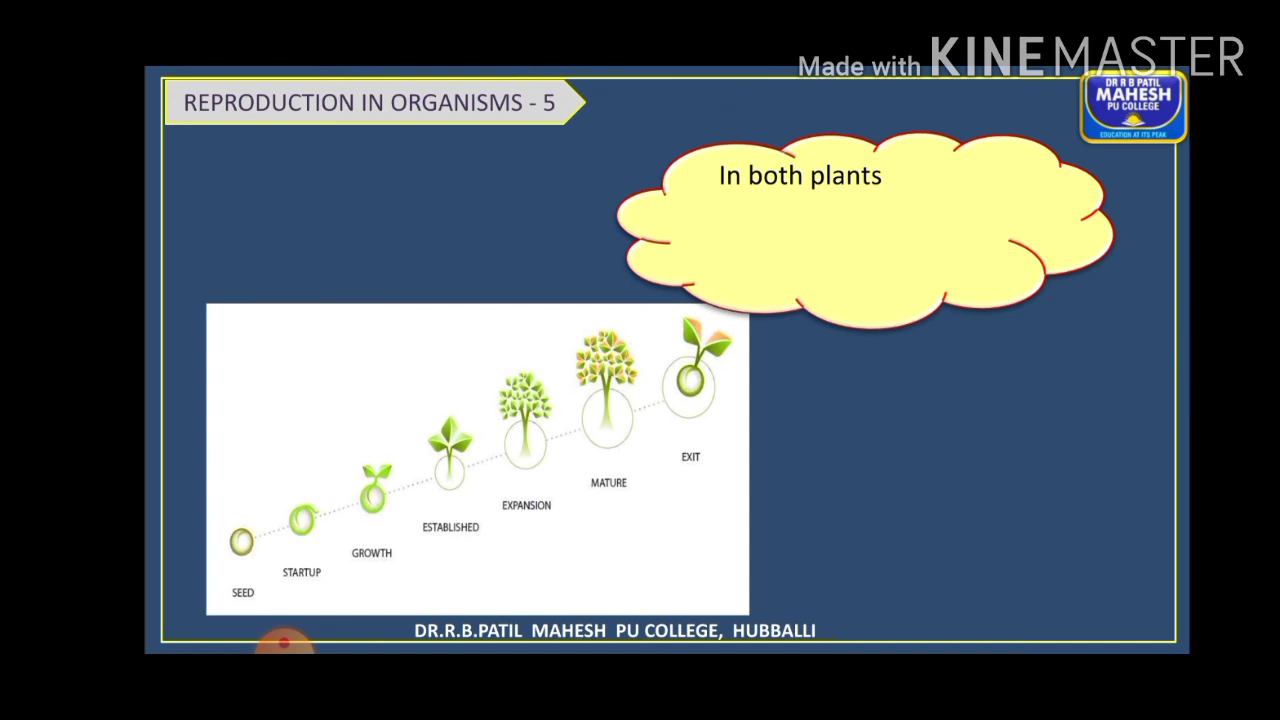 Made with KINEMASTER
REPRODUCTION IN ORGANISMS - 5
DR R B PATIL
MAHESH
PU COLLEGE
EDUCATION AT ITS PEAK
In both plants
EXIT
MATURE
EXPANSION
ESTABLISHED
GROWTH
STARTUP
SEED
DR.R.B.PATIL MAHESH PU COLLEGE, HUBBALLI